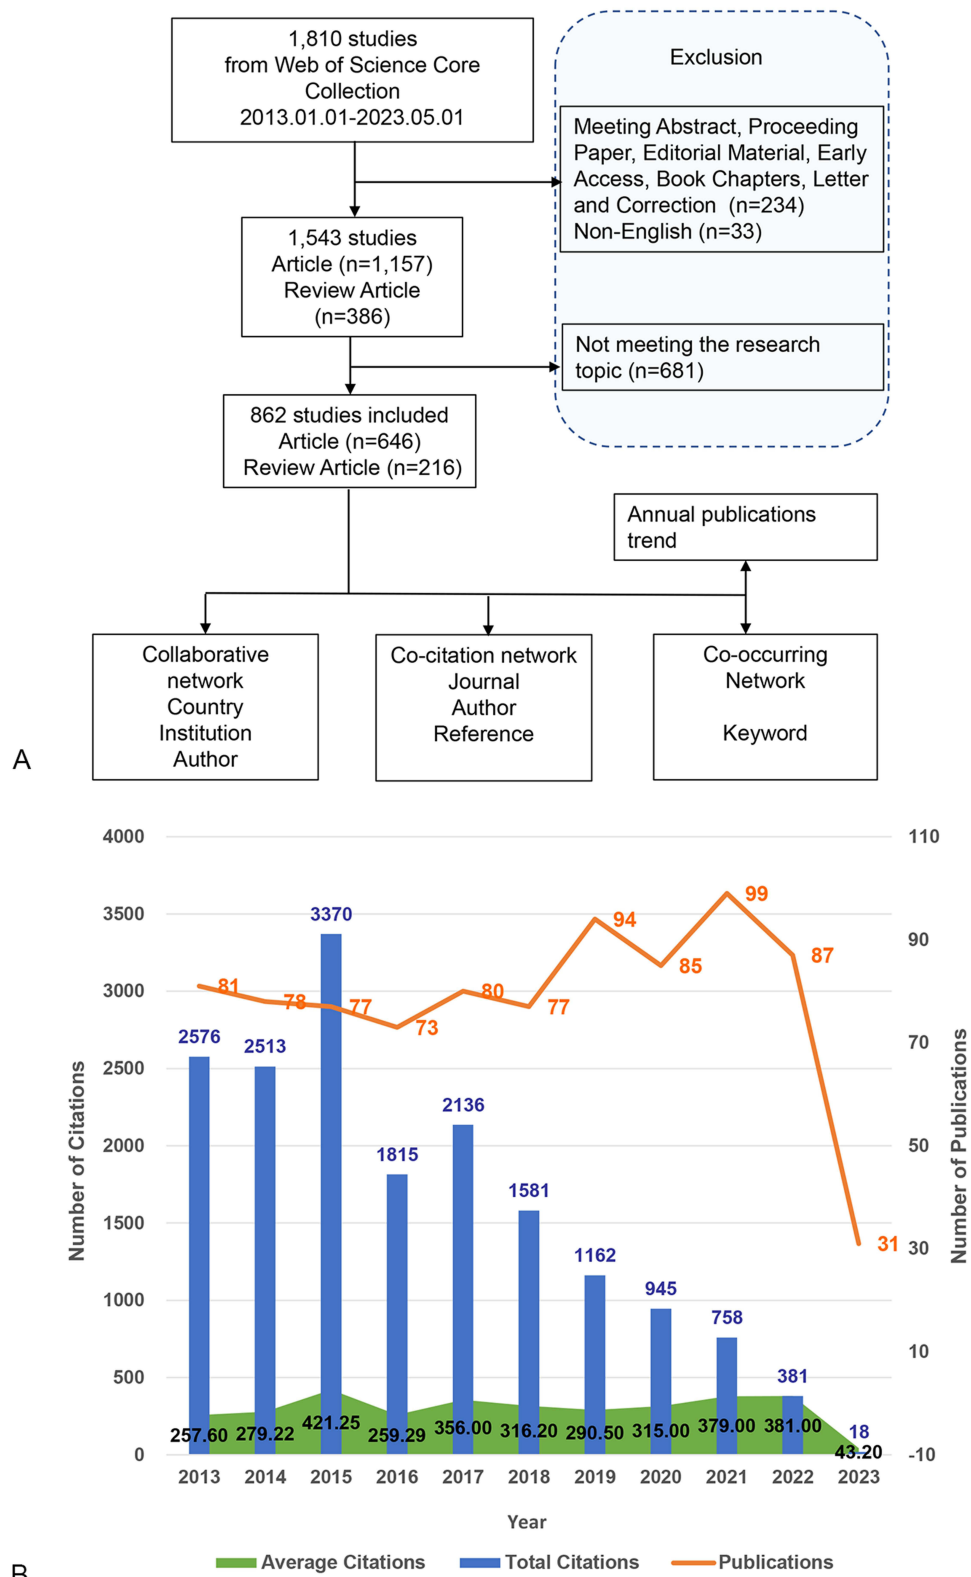 1,810 studies
from Web of Science Core
Collection
2013.01.01-2023.05.01
Exclusion
Meeting Abstract, Proceeding
Paper, Editorial Material, Early
Access, Book Chapters, Letter
and Correction (n=234)
Non-English (n=33)
1,543 studies
Article (n=1,157)
Review Article
(n=386)
Not meeting the research
topic (n=681)
862 studies included
Article (n=646)
Review Article (n=216)
Annual publications
trend
Collaborative
network
Country
Institution
Author
Co-citation network
Journal
Author
Reference
Co-occurring
Network
Keyword
A
4000
3500
3000
2500
2000
1500
1000
500
0
Number of Citations
110
90
70
50
30
10
-10
Number of Publications
81
78
77
73
80
77
94
85
99
87
31
2576
2513
3370
1815
2136
1581
1162
945
758
381
18
257.60
279.22
421.25
259.29
356.00
316.20
290.50
315.00
379.00
381.00
43.20
2013
2014
2015
2016
2017
2018
2019
2020
2021
2022
2023
Year
Average Citations
Total Citations
Publications
B